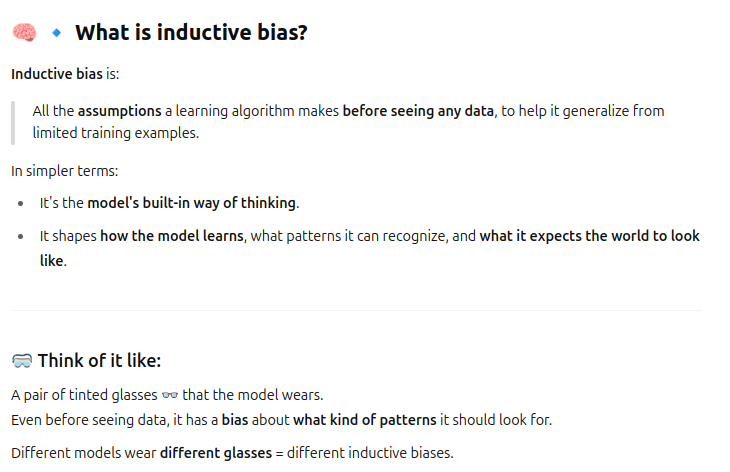 🧠 🔹 What is inductive bias?
Inductive bias is:
All the assumptions a learning algorithm makes before seeing any data, to help it generalize from
limited training examples.
In simpler terms:
• It's the model's built-in way of thinking.
• It shapes how the model learns, what patterns it can recognize, and what it expects the world to look
like.
🥽 Think of it like:
A pair of tinted glasses 👓 that the model wears.
Even before seeing data, it has a bias about what kind of patterns it should look for.
Different models wear different glasses = different inductive biases.